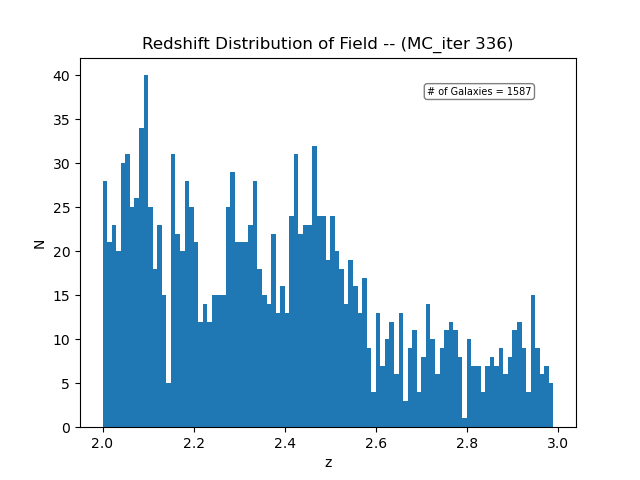 Redshift Distribution of Field -- (MC_iter 336)
# of Galaxies = 1587
N
40
35
30
25
20
15
10
5
0
2.0 2.2 2.4 2.6 2.8 3.0
z